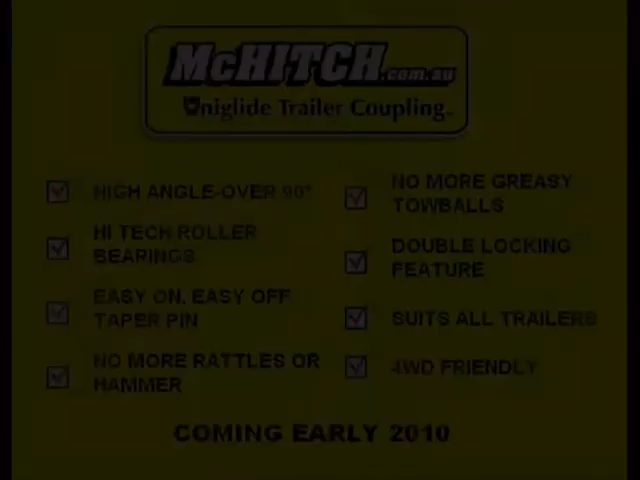 McHITCH.com.au
Uniglide Trailer Coupling™
HIGH ANGLE-OVER 90°
HI TECH ROLLER
BEARINGS
EASY ON, EASY OFF
TAPER PIN
NO MORE RATTLES OR
HAMMER
NO MORE GREASY
TOWBALLS
DOUBLE LOCKING
FEATURE
SUITS ALL TRAILERS
4WD FRIENDLY
COMING EARLY 2010